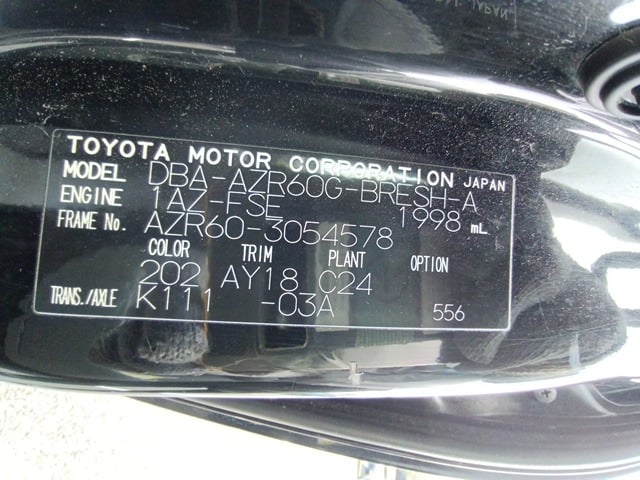 TOYOTA MOTOR CORPORATION JAPAN
MODEL DBA-AZR60G-BRESH-A
ENGINE 1AZ-FSE 1998 mL
FRAME No. AZR60-3054578
COLOR TRIM PLANT OPTION
202 AY18 C24
TRANS./AXLE K111 -03A 556
JAPAN